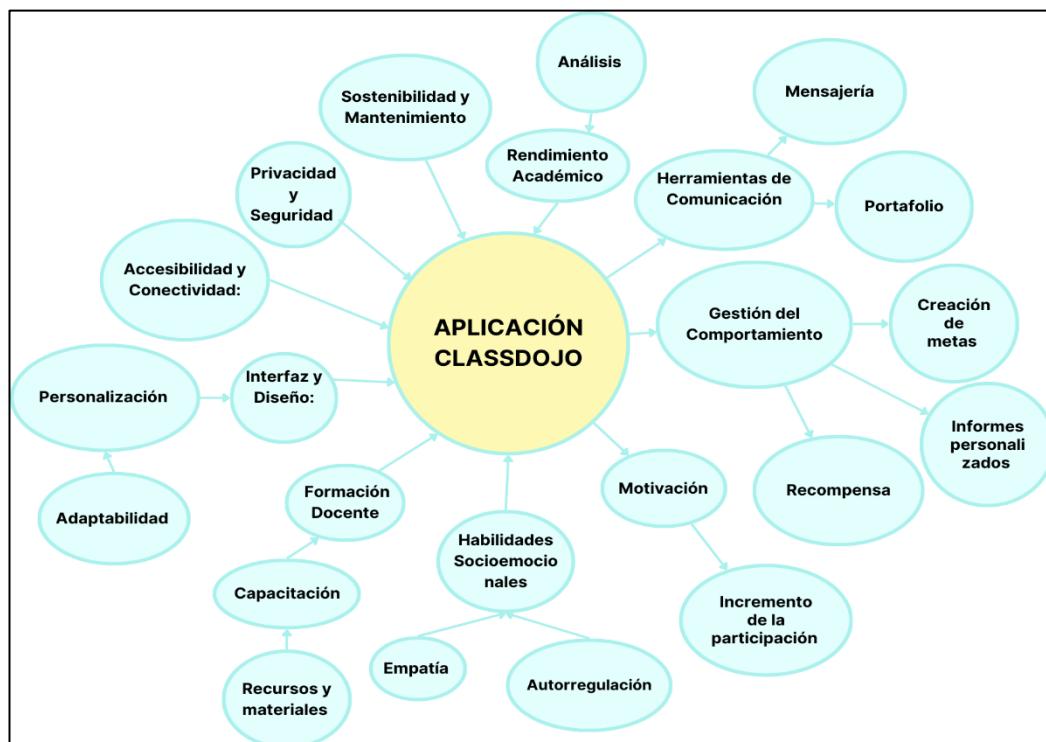 Análisis
Mensajería
Sostenibilidad y
Mantenimiento
Rendimiento
Académico
Herramientas de
Comunicación
Portafolio
Privacidad
y
Seguridad
Accesibilidad y
Conectividad:
APLICACIÓN
CLASSDOJO
Gestión del
Comportamiento
Creación
de
metas
Personalización
Interfaz y
Diseño:
Informes
personali
zados
Adaptabilidad
Formación
Docente
Motivación
Recompensa
Habilidades
Socioemocio
nales
Capacitación
Incremento
de la
participación
Empatía
Autorregulación
Recursos y
materiales